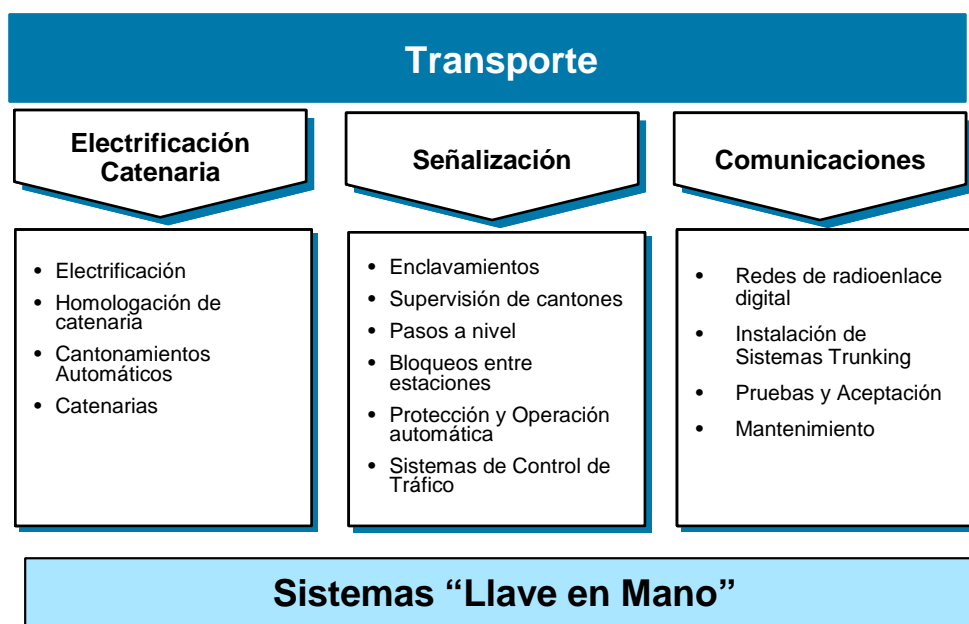 Transporte
Electrificación
Catenaria
• Electrificación
• Homologación de
catenaria
• Cantonamientos
Automáticos
• Catenarias
Señalización
• Enclavamientos
• Supervisión de cantones
• Pasos a nivel
• Bloqueos entre
estaciones
• Protección y Operación
automática
• Sistemas de Control de
Tráfico
Comunicaciones
• Redes de radioenlace
digital
• Instalación de
Sistemas Trunking
• Pruebas y Aceptación
• Mantenimiento
Sistemas “Llave en Mano”